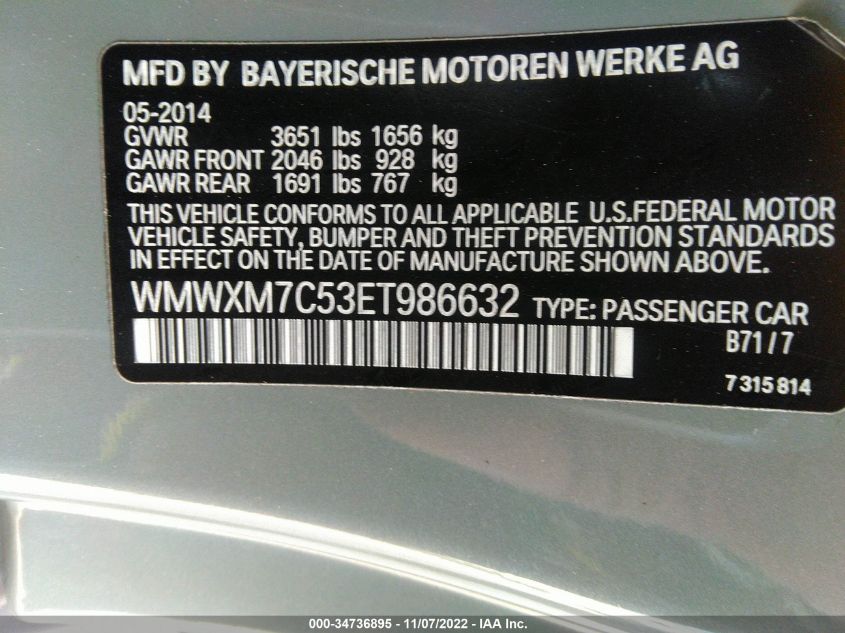 MFD BY BAYERISCHE MOTOREN WERKE AG
05-2014
GVWR 3651 lbs 1656 kg
GAWR FRONT 2046 lbs 928 kg
GAWR REAR 1691 lbs 767 kg
THIS VEHICLE CONFORMS TO ALL APPLICABLE U.S.FEDERAL MOTOR
VEHICLE SAFETY, BUMPER AND THEFT PREVENTION STANDARDS
IN EFFECT ON THE DATE OF MANUFACTURE SHOWN ABOVE.
WMWXM7C53ET986632 TYPE: PASSENGER CAR
B71/7
7 315 814
000-34736895 - 11/07/2022 - IAA Inc.